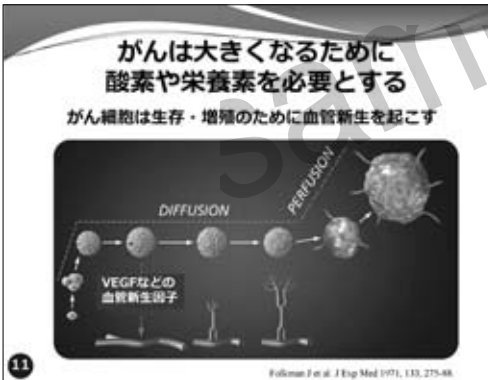 がんは大きくなるために
酸素や栄養素を必要とする
がん細胞は生存・増殖のために血管新生を起こす
DIFFUSION
PERFUSION
VEGFなどの
血管新生因子
11
Folkman J et al. J Exp Med 1971, 133, 275-88.
sam